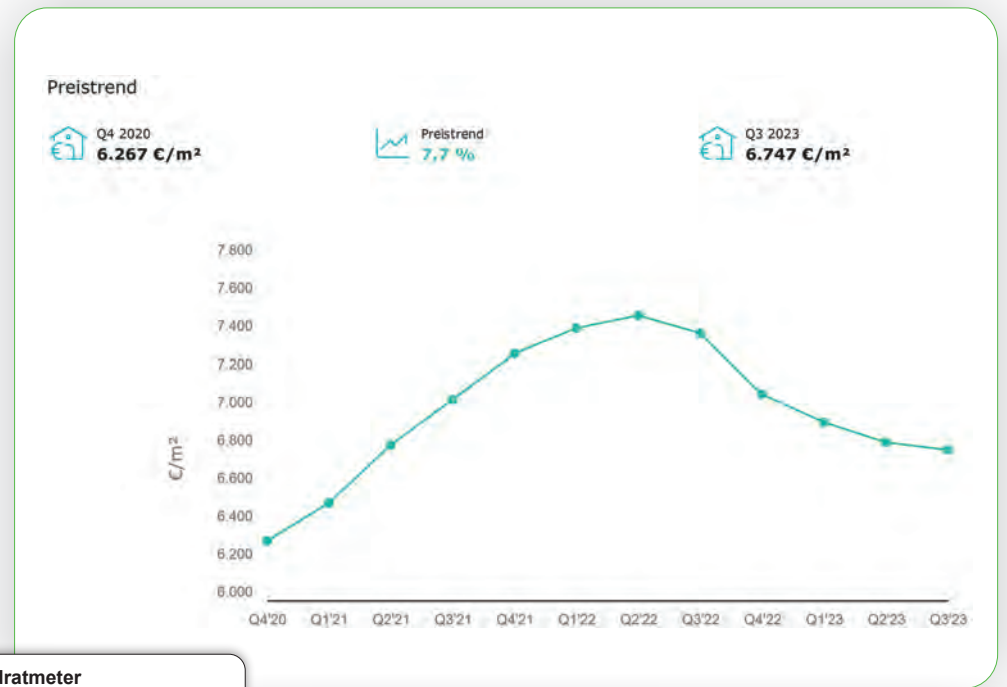 Preistrend
Q4 2020
6.267 €/m²
Preistrend
7,7 %
Q3 2023
6.747 €/m²
7.800
7.600
7.400
7.200
7.000
6.800
6.600
6.400
6.200
6.000
€/m²
Q4'20 Q1'21 Q2'21 Q3'21 Q4'21 Q1'22 Q2'22 Q3'22 Q4'22 Q1'23 Q2'23 Q3'23